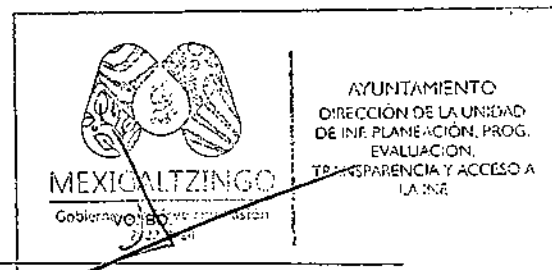 MEXICALTZINGO
VO. BO.
AYUNTAMIENTO
DIRECCIÓN DE LA UNIDAD
DE INF. PLANEACIÓN, PROG.
EVALUACIÓN,
TRANSPARENCIA Y ACCESO A
LA INF.